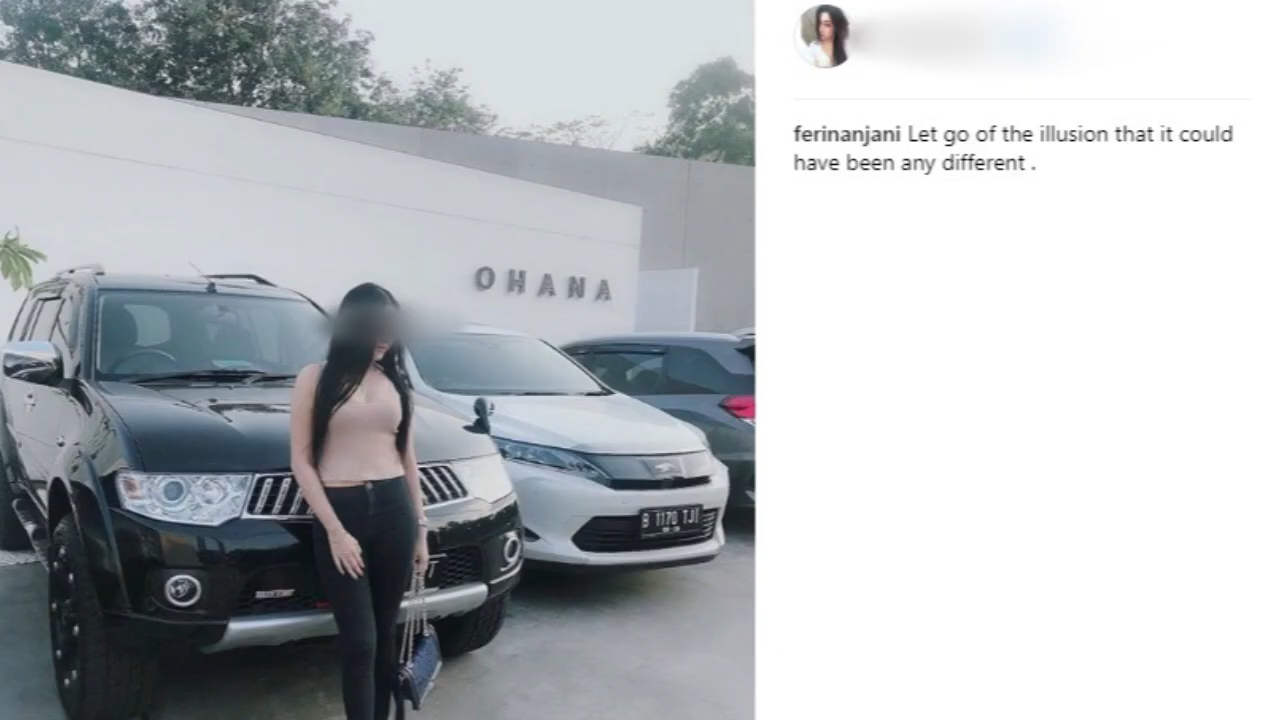 ferinanjani Let go of the illusion that it could
have been any different .
OHANA
B 1170 TJI